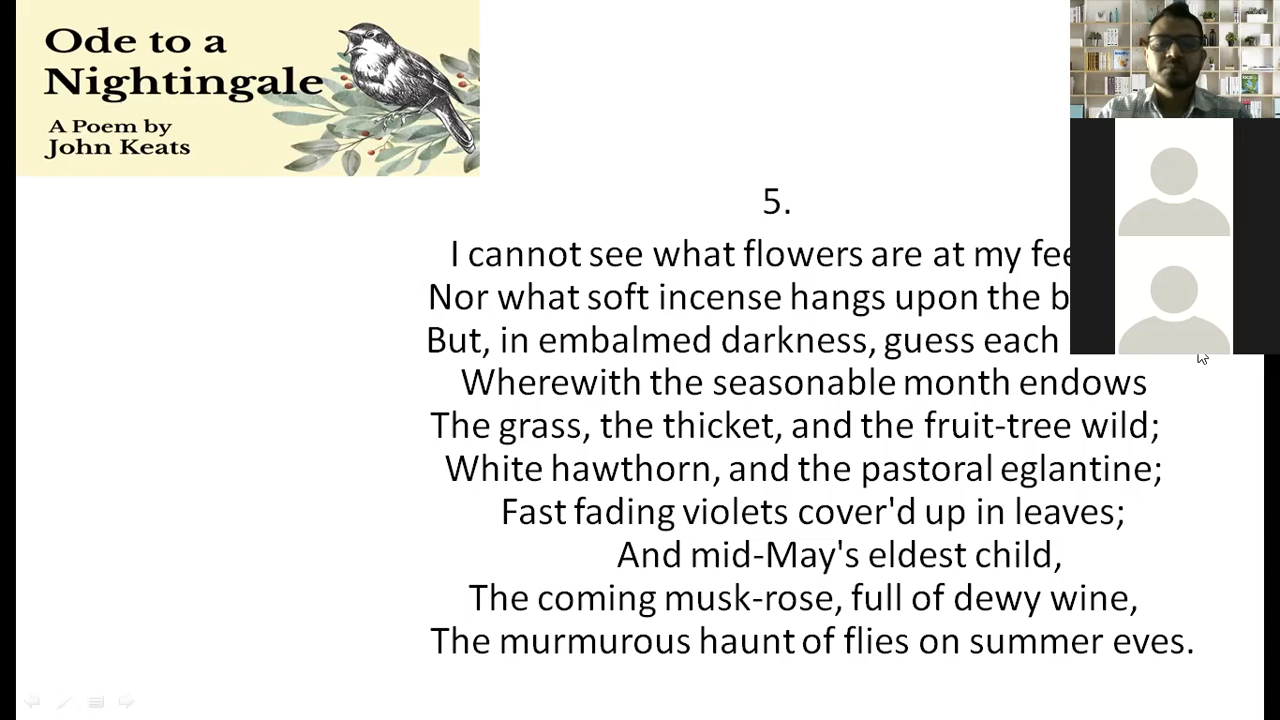 Ode to a
Nightingale
A Poem by
John Keats
5.
I cannot see what flowers are at my
Nor what soft incense hangs upon the
But, in embalmed darkness, guess each
Wherewith the seasonable month endows
The grass, the thicket, and the fruit-tree wild;
White hawthorn, and the pastoral eglantine;
Fast fading violets cover'd up in leaves;
And mid-May's eldest child,
The coming musk-rose, full of dewy wine,
The murmurous haunt of flies on summer eves.